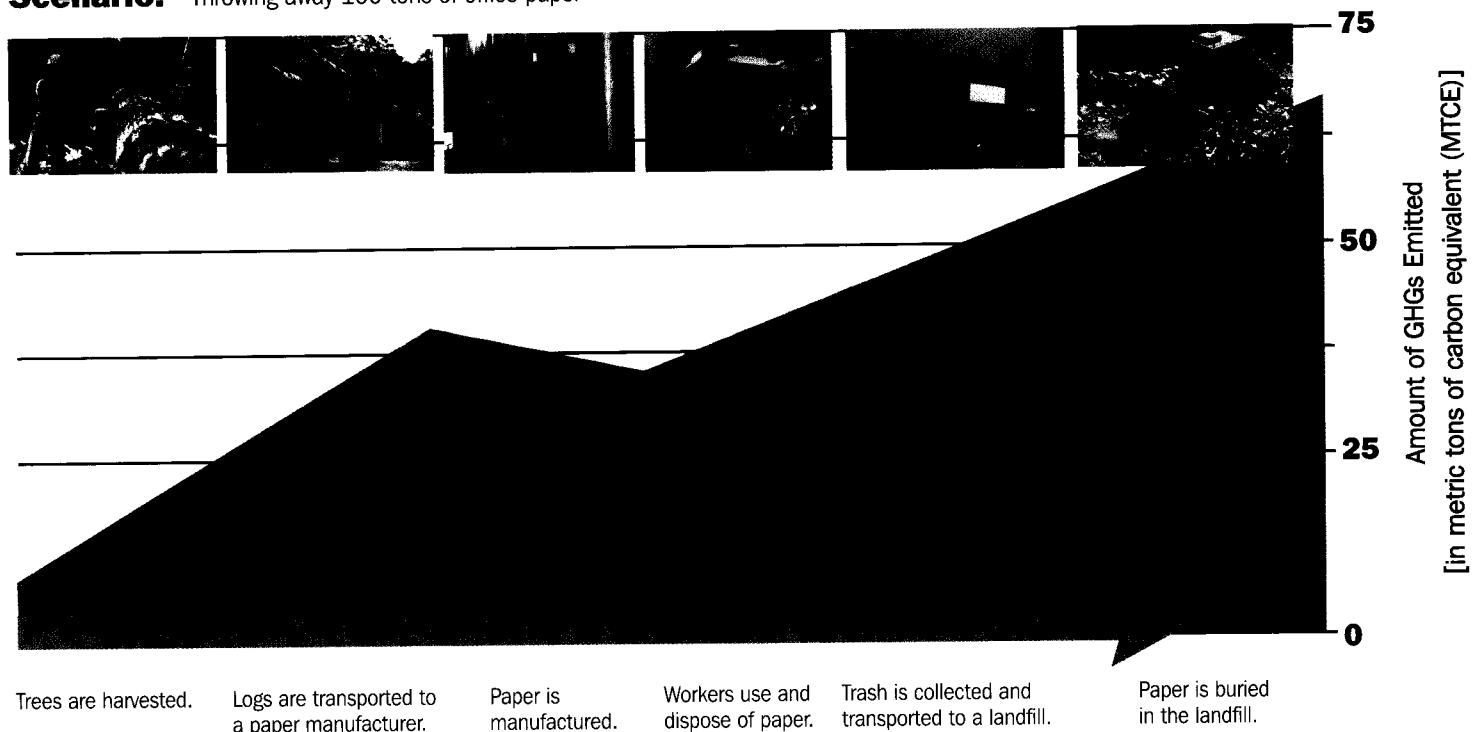 Scenario: Throwing away 100 tons of office paper
75
50
25
0
Amount of GHGs Emitted
[in metric tons of carbon equivalent (MTCE)]
Trees are harvested.
Logs are transported to
a paper manufacturer.
Paper is
manufactured.
Workers use and
dispose of paper.
Trash is collected and
transported to a landfill.
Paper is buried
in the landfill.